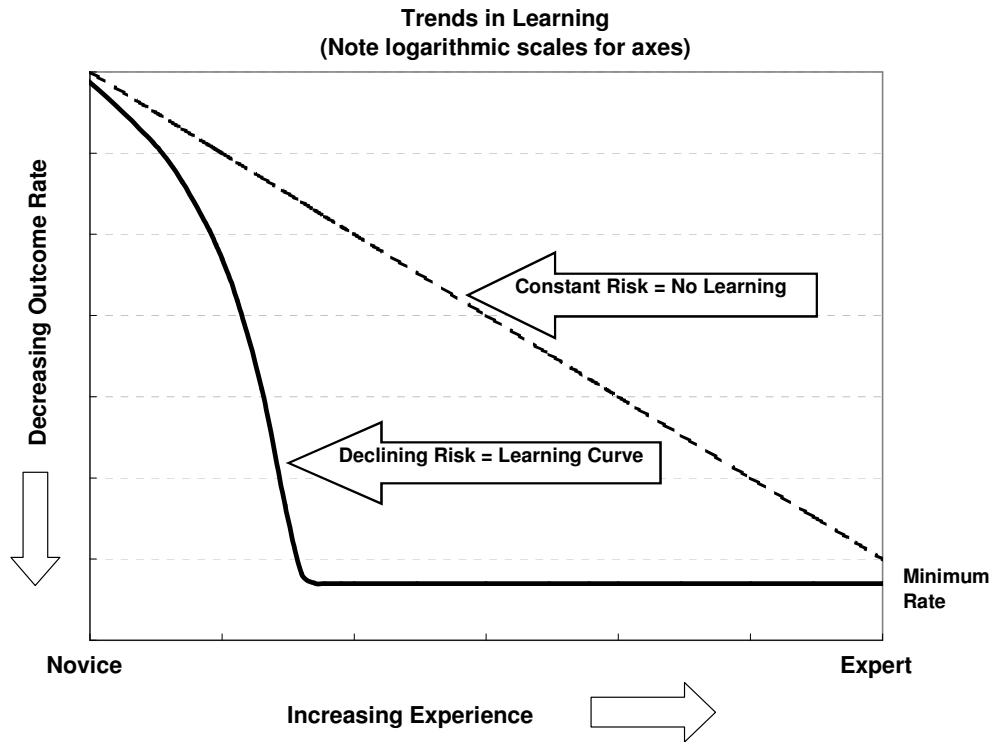 Trends in Learning
(Note logarithmic scales for axes)
Decreasing Outcome Rate
Constant Risk = No Learning
Declining Risk = Learning Curve
Minimum
Rate
Novice
Expert
Increasing Experience